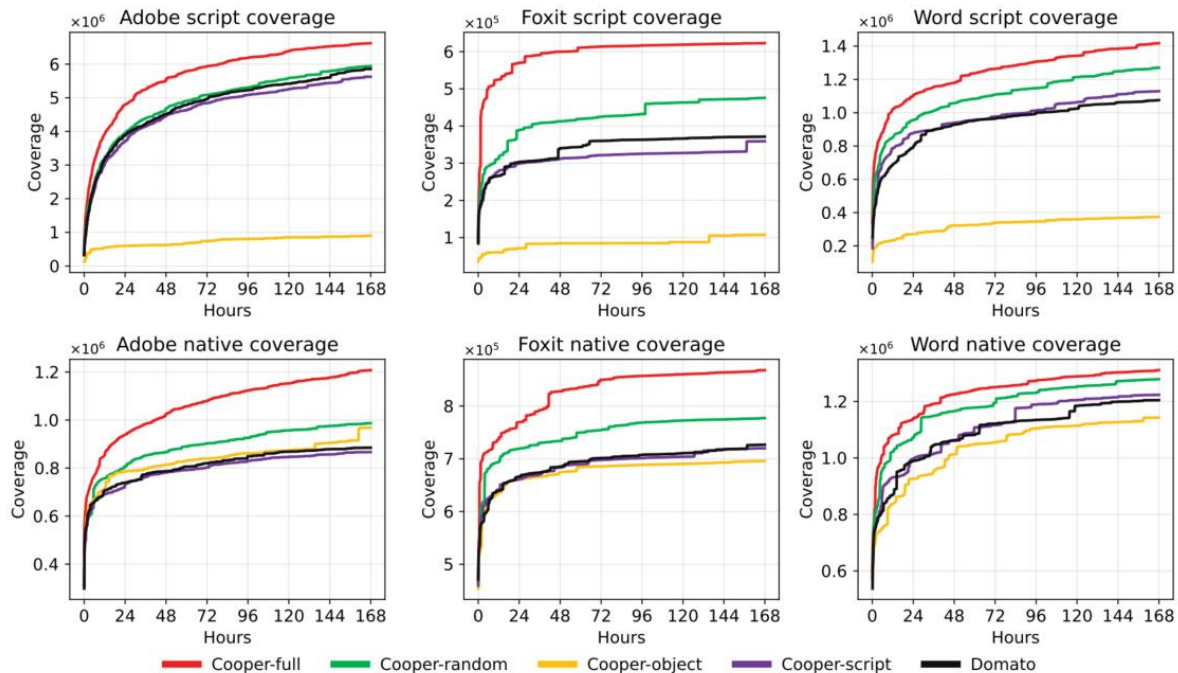 Adobe script coverage
×10⁶
6
5
4
3
2
1
0
Coverage
0 24 48 72 96 120 144 168
Hours
Foxit script coverage
×10⁵
6
5
4
3
2
1
Coverage
0 24 48 72 96 120 144 168
Hours
Word script coverage
×10⁶
1.4
1.2
1.0
0.8
0.6
0.4
0.2
Coverage
0 24 48 72 96 120 144 168
Hours
Adobe native coverage
×10⁶
1.2
1.0
0.8
0.6
0.4
Coverage
0 24 48 72 96 120 144 168
Hours
Foxit native coverage
×10⁵
8
7
6
5
Coverage
0 24 48 72 96 120 144 168
Hours
Word native coverage
×10⁶
1.2
1.0
0.8
0.6
Coverage
0 24 48 72 96 120 144 168
Hours
Cooper-full Cooper-random Cooper-object Cooper-script Domato